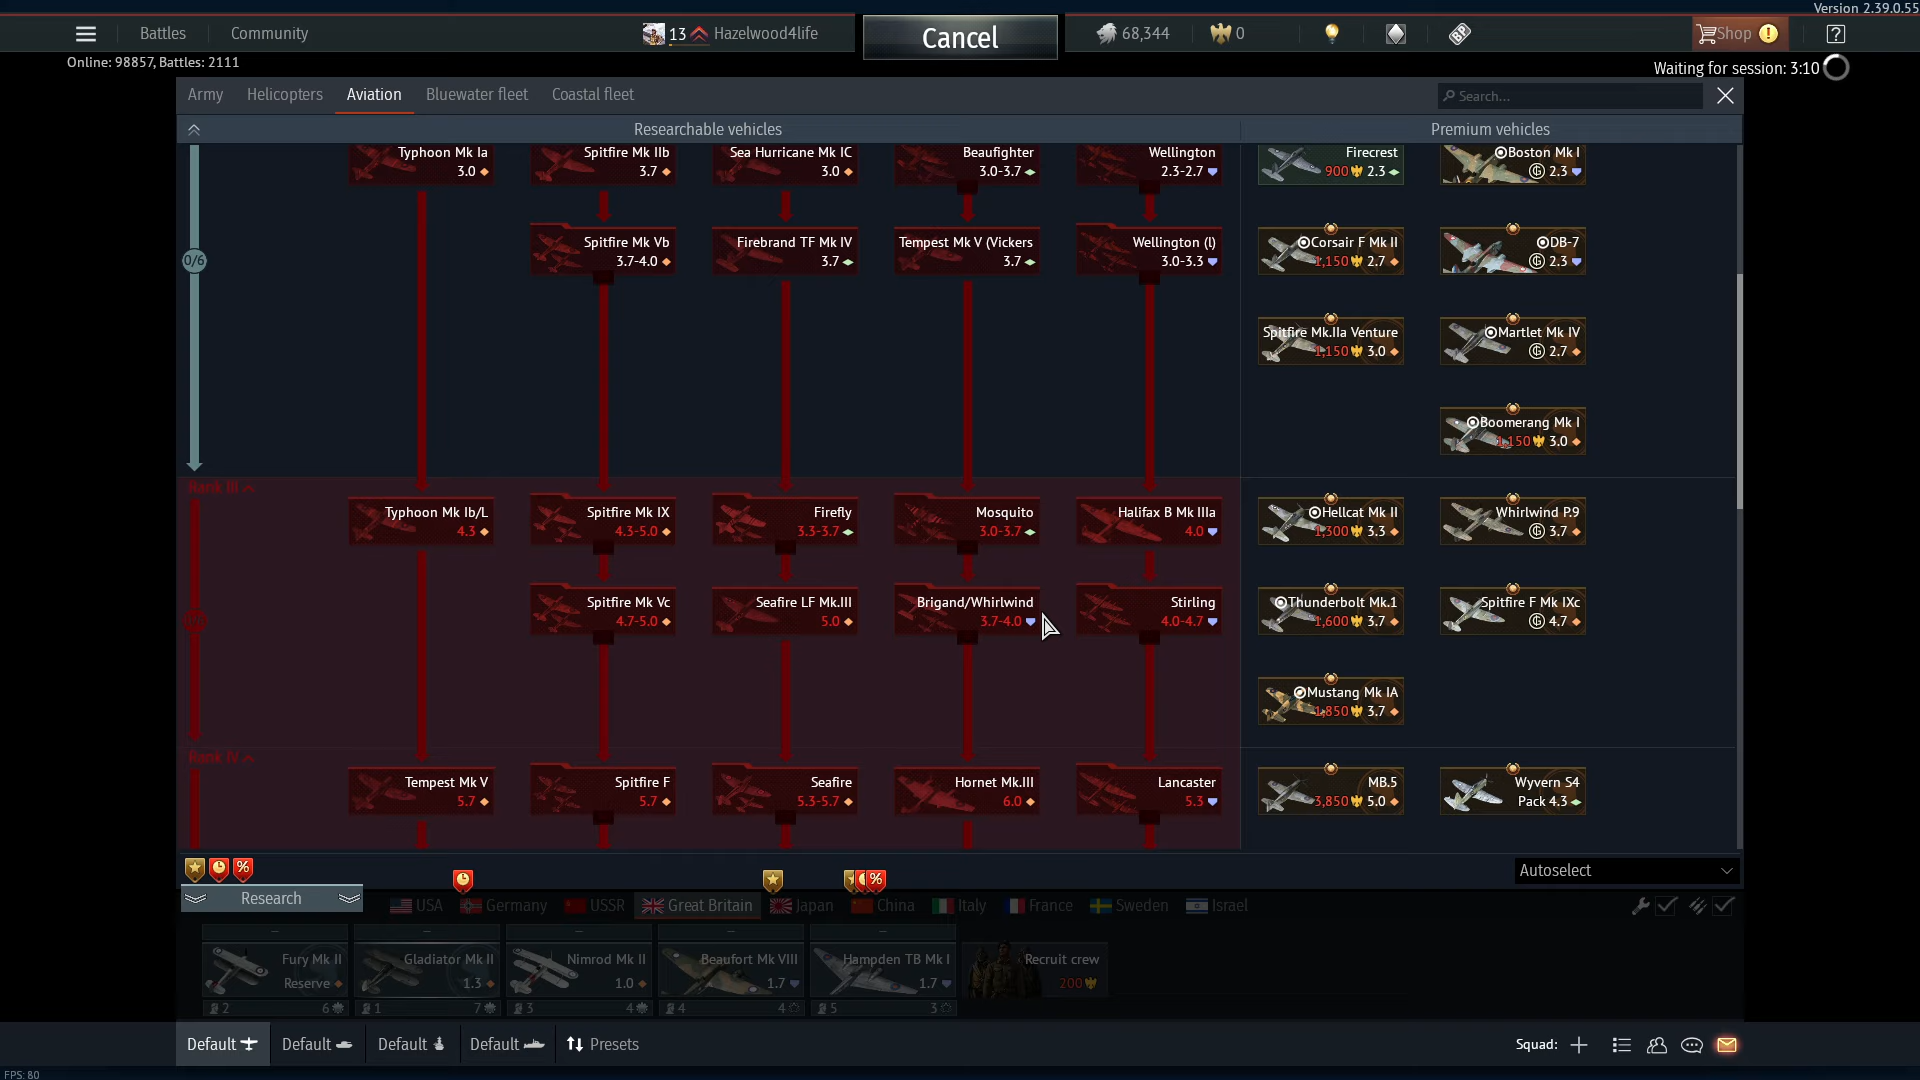 Version 2.39.0.55
Battles
Community
13 Hazelwood4life
Cancel
68,344
0
Shop
Online: 98857, Battles: 2111
Waiting for session: 3:10
Army
Helicopters
Aviation
Bluewater fleet
Coastal fleet
Search...
Researchable vehicles
Premium vehicles
Typhoon Mk Ia
3.0
Spitfire Mk IIb
3.7
Sea Hurricane Mk IC
3.0
Beaufighter
3.0-3.7
Wellington
2.3-2.7
Firecrest
900 2.3
Boston Mk I
2.3
0/6
Spitfire Mk Vb
3.7-4.0
Firebrand TF Mk IV
3.7
Tempest Mk V (Vickers
3.7
Wellington (l)
3.0-3.3
Corsair F Mk II
1,150 2.7
DB-7
2.3
Spitfire Mk.IIa Venture
1,150 3.0
Martlet Mk IV
2.7
Boomerang Mk I
1,150 3.0
Rank III
Typhoon Mk Ib/L
4.3
Spitfire Mk IX
4.3-5.0
Firefly
3.3-3.7
Mosquito
3.0-3.7
Halifax B Mk IIIa
4.0
Hellcat Mk II
1,300 3.3
Whirlwind P.9
3.7
Spitfire Mk Vc
4.7-5.0
Seafire LF Mk.III
5.0
Brigand/Whirlwind
3.7-4.0
Stirling
4.0-4.7
Thunderbolt Mk.1
1,600 3.7
Spitfire F Mk IXc
4.7
Mustang Mk IA
1,850 3.7
Rank IV
Tempest Mk V
5.7
Spitfire F
5.7
Seafire
5.3-5.7
Hornet Mk.III
6.0
Lancaster
5.3
MB.5
3,850 5.0
Wyvern S4
Pack 4.3
Autoselect
Research
USA
Germany
USSR
Great Britain
Japan
China
Italy
France
Sweden
Israel
Fury Mk II
Reserve
2 6
Gladiator Mk II
1.3
1 7
Nimrod Mk II
1.0
3 4
Beaufort Mk VIII
1.7
4 4
Hampden TB Mk I
1.7
5 3
Recruit crew
200
Default
Default
Default
Default
Presets
Squad:
FPS: 80